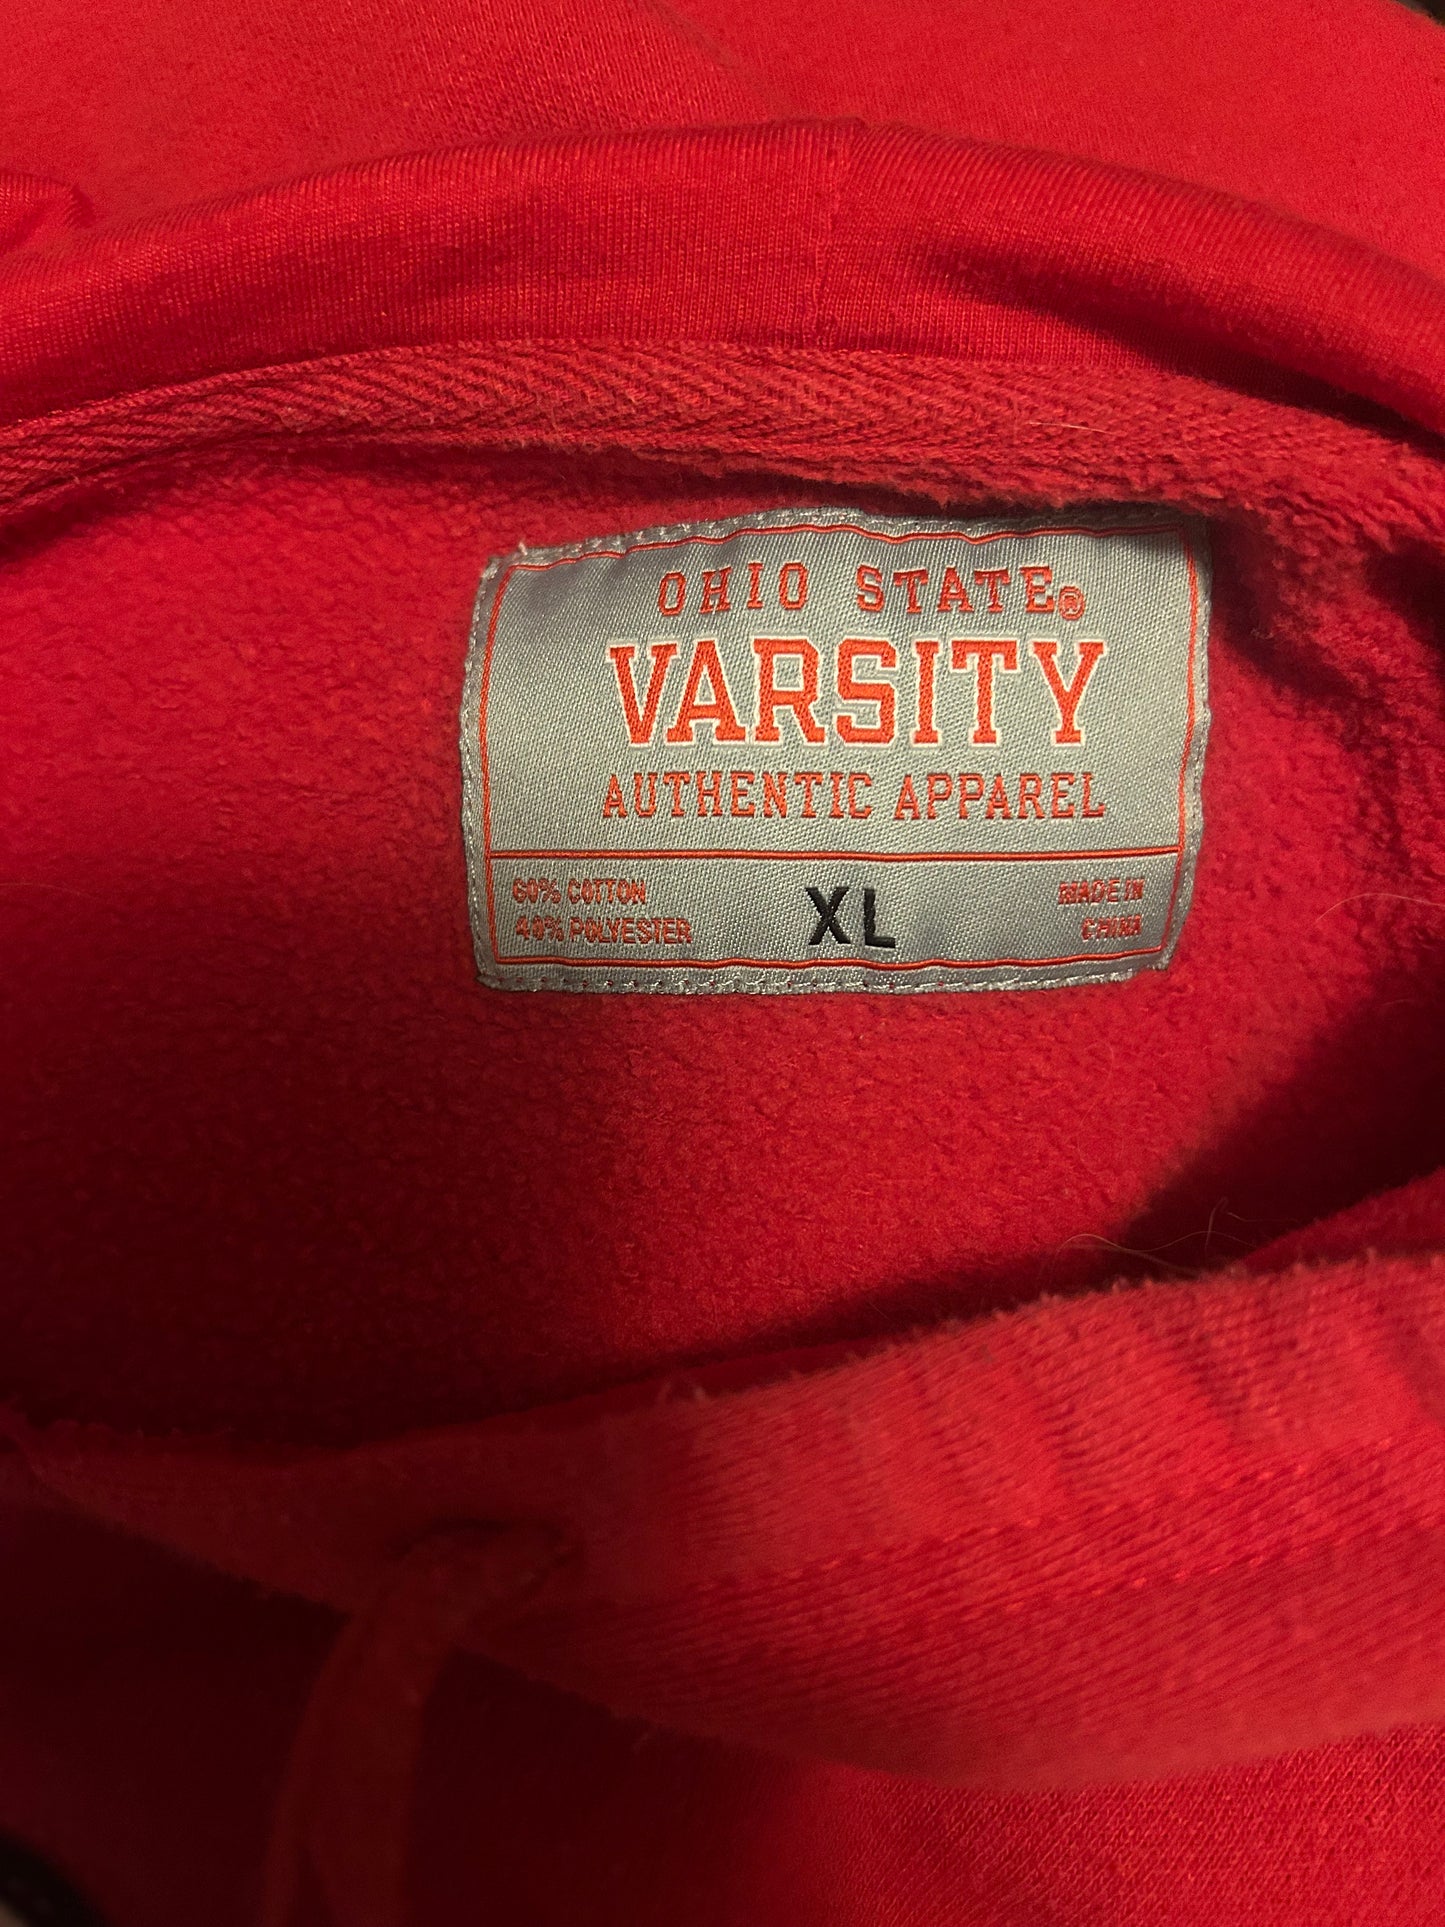 OHIO STATE®
VARSITY
AUTHENTIC APPAREL
60% COTTON
40% POLYESTER
XL
MADE IN
CHINA